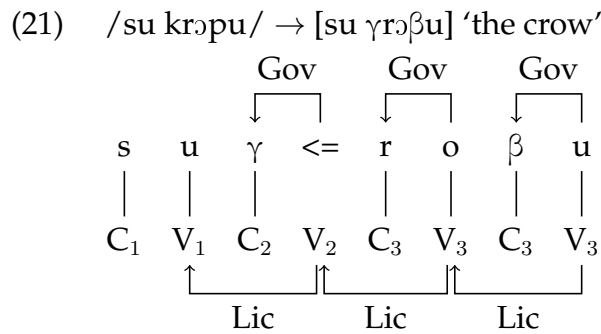 (21) /su krɔpu/ → [su ɣrɔβu] 'the crow'
Gov Gov Gov
s u ɣ <= r o β u
C₁ V₁ C₂ V₂ C₃ V₃ C₃ V₃
Lic Lic Lic